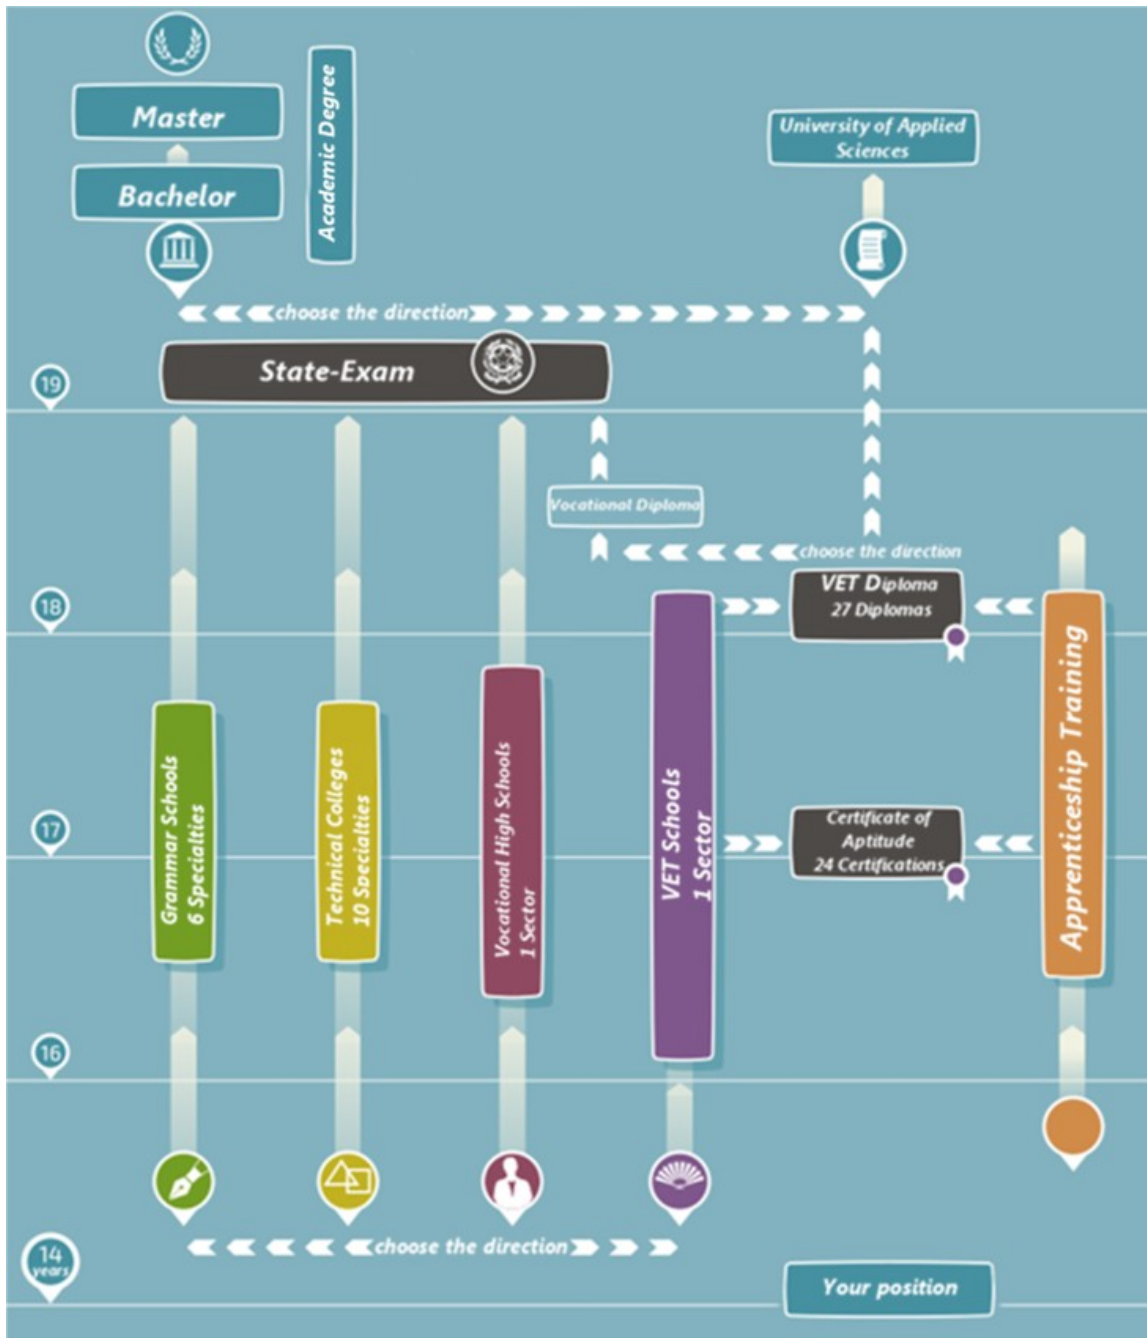 Master
Bachelor
Academic Degree
University of Applied
Sciences
choose the direction
State-Exam
19
Vocational Diploma
choose the direction
VET Diploma
27 Diplomas
18
Grammar Schools
6 Specialties
Technical Colleges
10 Specialties
Vocational High Schools
1 Sector
VET Schools
1 Sector
Apprenticeship Training
17
Certificate of
Aptitude
24 Certifications
16
choose the direction
14
years
Your position